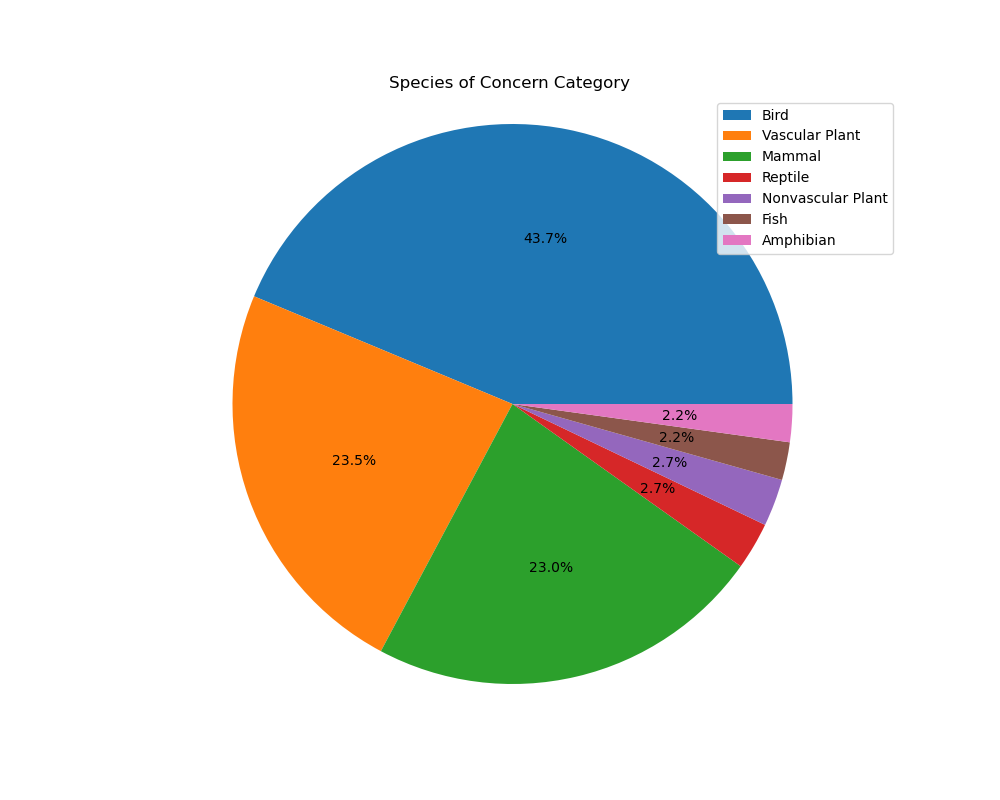 Species of Concern Category
Bird
Vascular Plant
Mammal
Reptile
Nonvascular Plant
Fish
Amphibian
43.7%
23.5%
23.0%
2.7%
2.7%
2.2%
2.2%